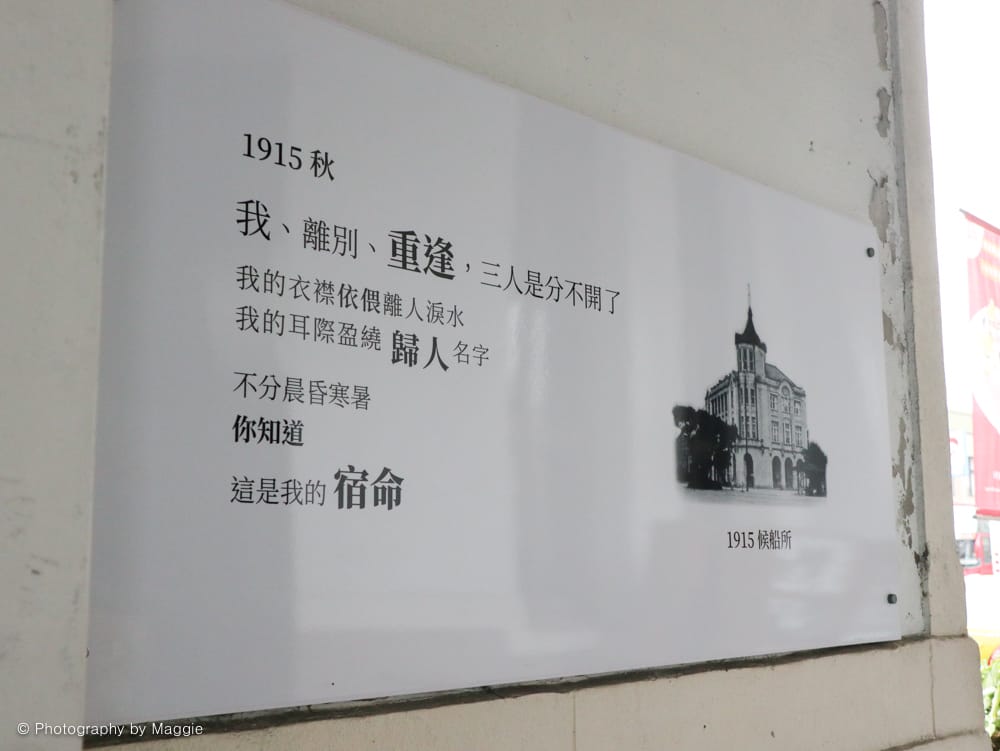 1915 秋
我、離別、重逢，三人是分不開了
我的衣襟依偎離人淚水
我的耳際盈繞 歸人名字
不分晨昏寒暑
你知道
這是我的 宿命
1915 候船所
© Photography by Maggie